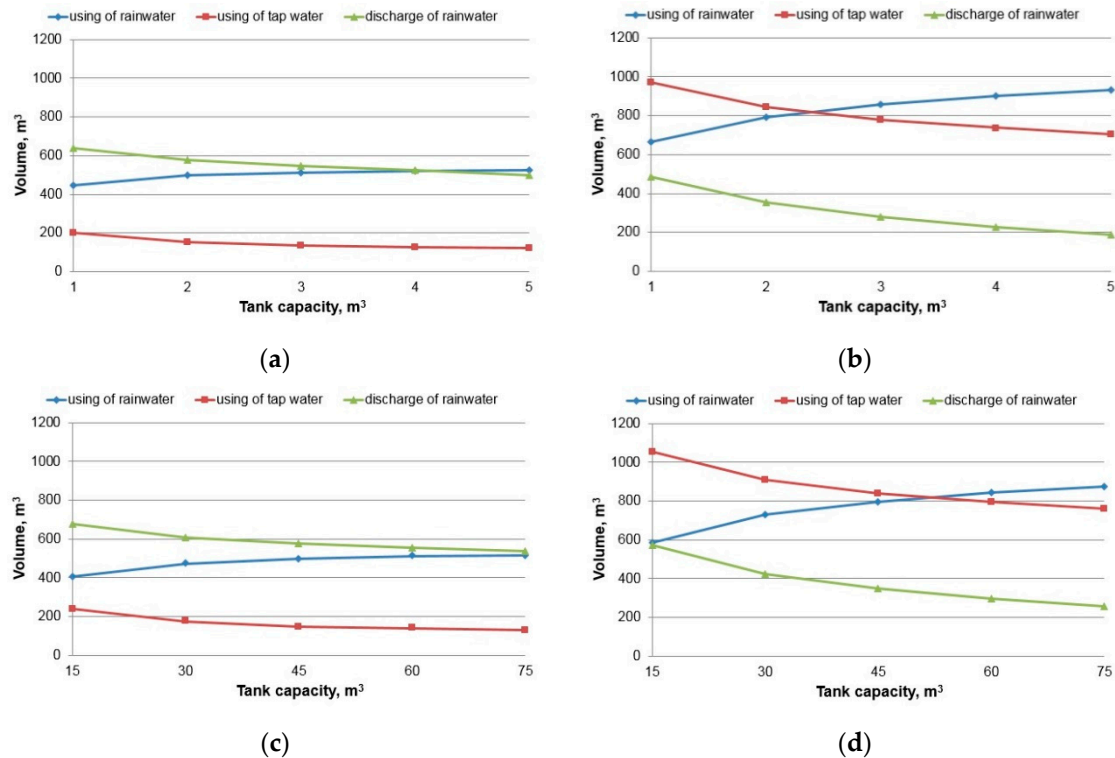 using of rainwater using of tap water discharge of rainwater
1200
1000
800
600
400
200
0
Volume, m³
1 2 3 4 5
Tank capacity, m³
(a)
using of rainwater using of tap water discharge of rainwater
1200
1000
800
600
400
200
0
Volume, m³
1 2 3 4 5
Tank capacity, m³
(b)
using of rainwater using of tap water discharge of rainwater
1200
1000
800
600
400
200
0
Volume, m³
15 30 45 60 75
Tank capacity, m³
(c)
using of rainwater using of tap water discharge of rainwater
1200
1000
800
600
400
200
0
Volume, m³
15 30 45 60 75
Tank capacity, m³
(d)